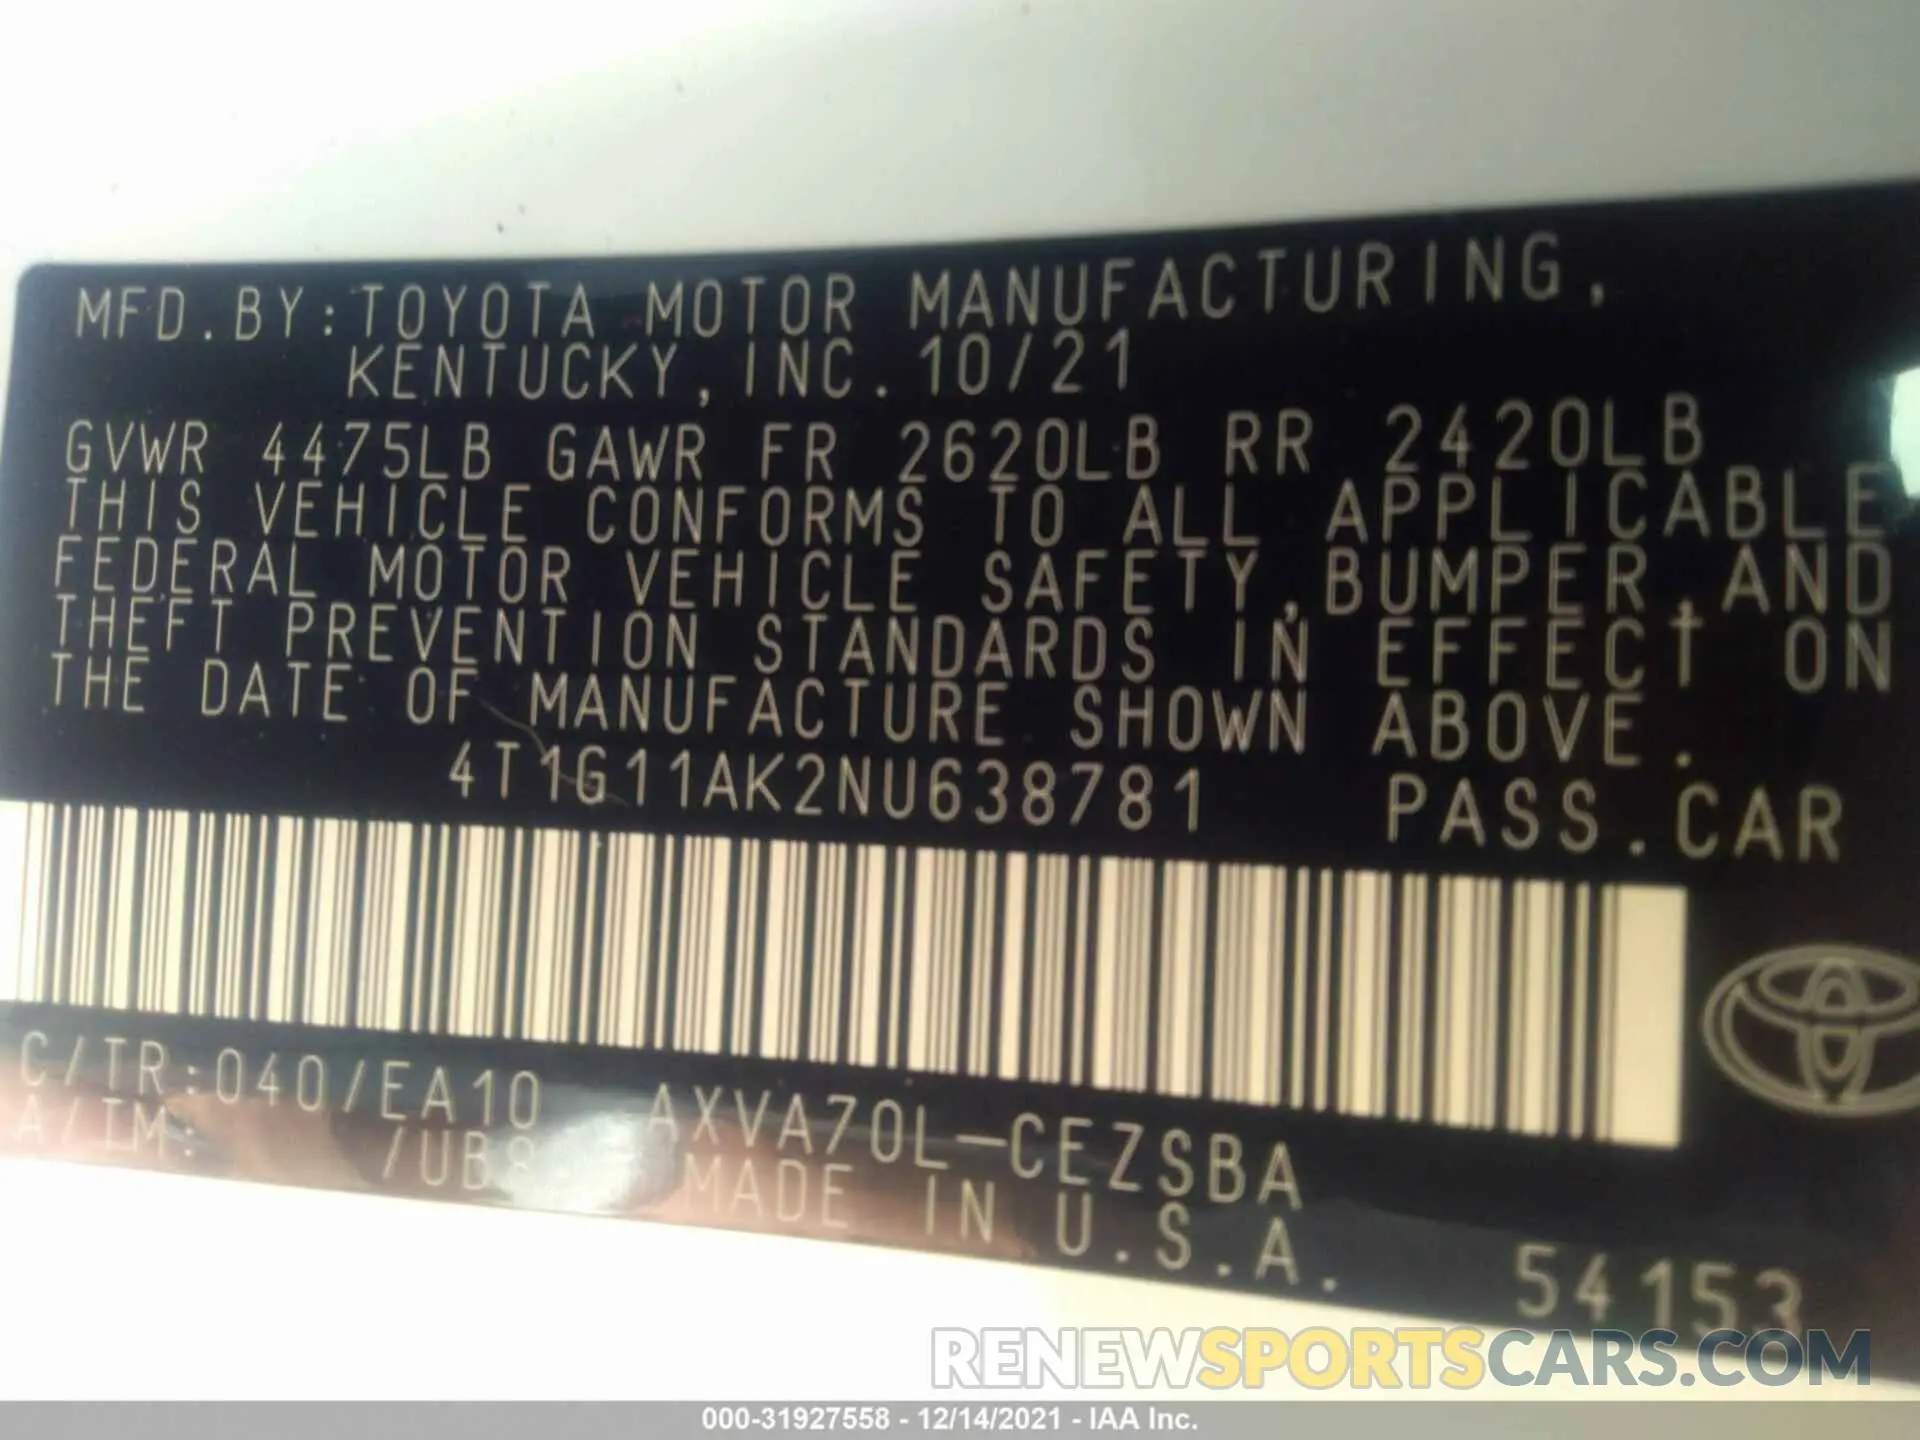 MFD.BY:TOYOTA MOTOR MANUFACTURING,
KENTUCKY,INC.10/21
GVWR 4475LB GAWR FR 2620LB RR 2420LB
THIS VEHICLE CONFORMS TO ALL APPLICABLE
FEDERAL MOTOR VEHICLE SAFETY,BUMPER,AND
THEFT PREVENTION STANDARDS IN EFFECT ON
THE DATE OF MANUFACTURE SHOWN ABOVE.
4T1G11AK2NU638781 PASS.CAR
C/TR:040/EA10 AXVA70L-CEZSBA
A/TM: MADE IN U.S.A.
54153
RENEWSPORTSCARS.COM
000-31927558 - 12/14/2021 - IAA Inc.